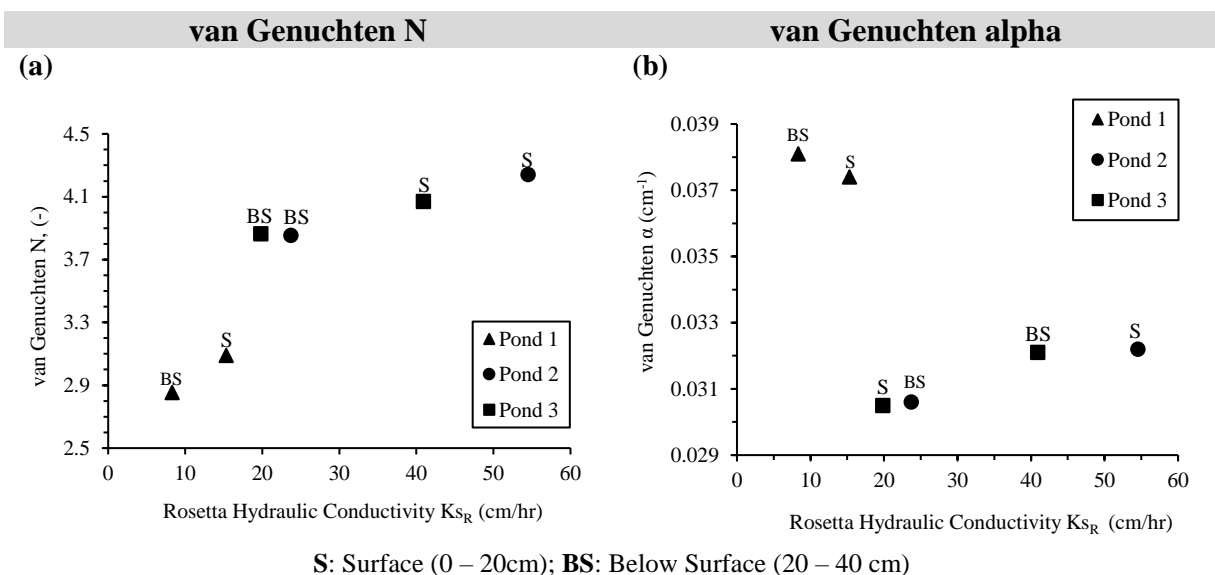 van Genuchten N
van Genuchten alpha
(a)
van Genuchten N, (-)
4.5
4.1
3.7
3.3
2.9
2.5
BS
S
BS
BS
S
S
Pond 1
Pond 2
Pond 3
0 10 20 30 40 50 60
Rosetta Hydraulic Conductivity KsR (cm/hr)
(b)
van Genuchten α (cm-1)
0.039
0.037
0.035
0.033
0.031
0.029
BS
S
S
BS
BS
S
Pond 1
Pond 2
Pond 3
0 10 20 30 40 50 60
Rosetta Hydraulic Conductivity KsR (cm/hr)
S: Surface (0 – 20cm); BS: Below Surface (20 – 40 cm)